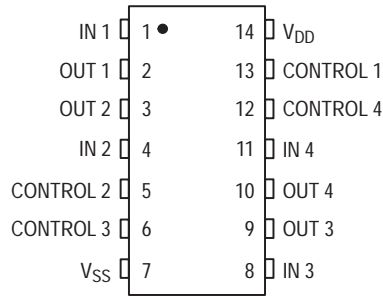 IN 1 1 14 V_DD
OUT 1 2 13 CONTROL 1
OUT 2 3 12 CONTROL 4
IN 2 4 11 IN 4
CONTROL 2 5 10 OUT 4
CONTROL 3 6 9 OUT 3
V_SS 7 8 IN 3